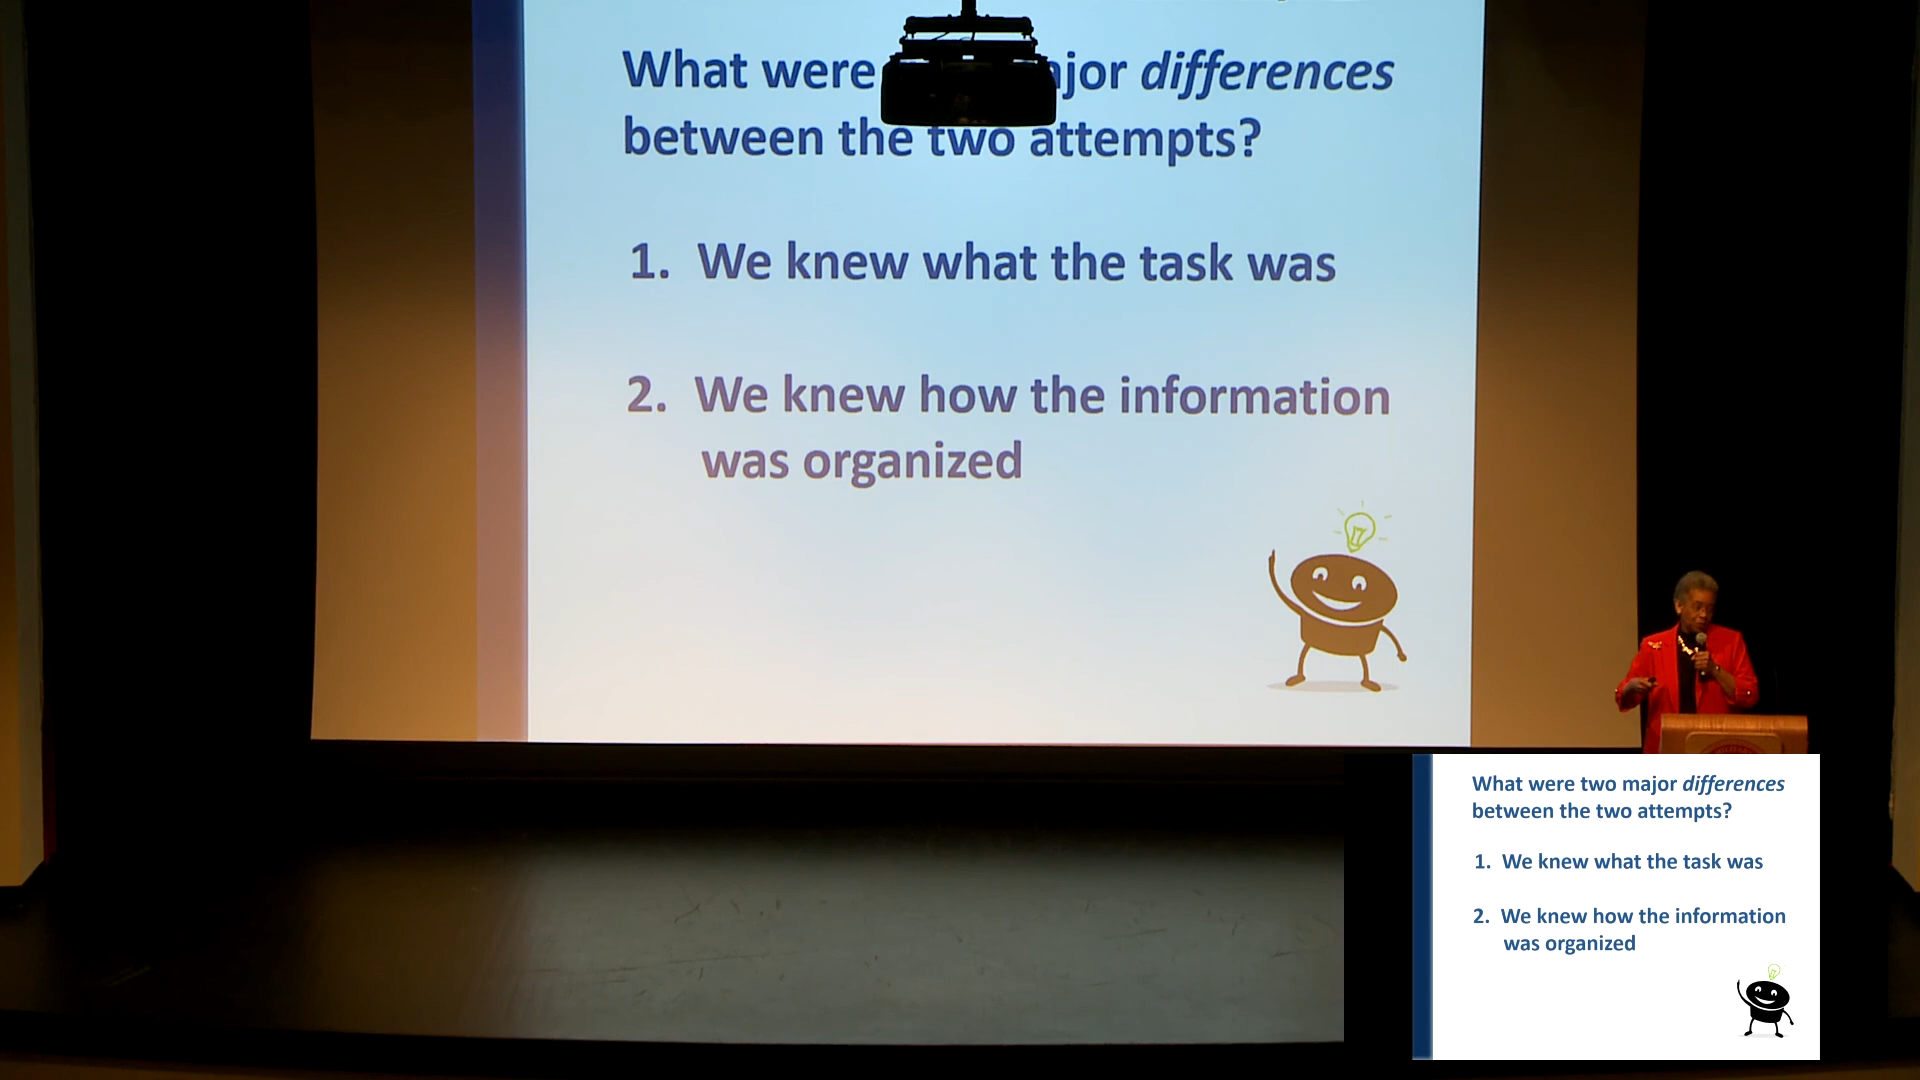 What were ajor differences
between the two attempts?
1. We knew what the task was
2. We knew how the information
was organized
What were two major differences
between the two attempts?
1. We knew what the task was
2. We knew how the information
was organized